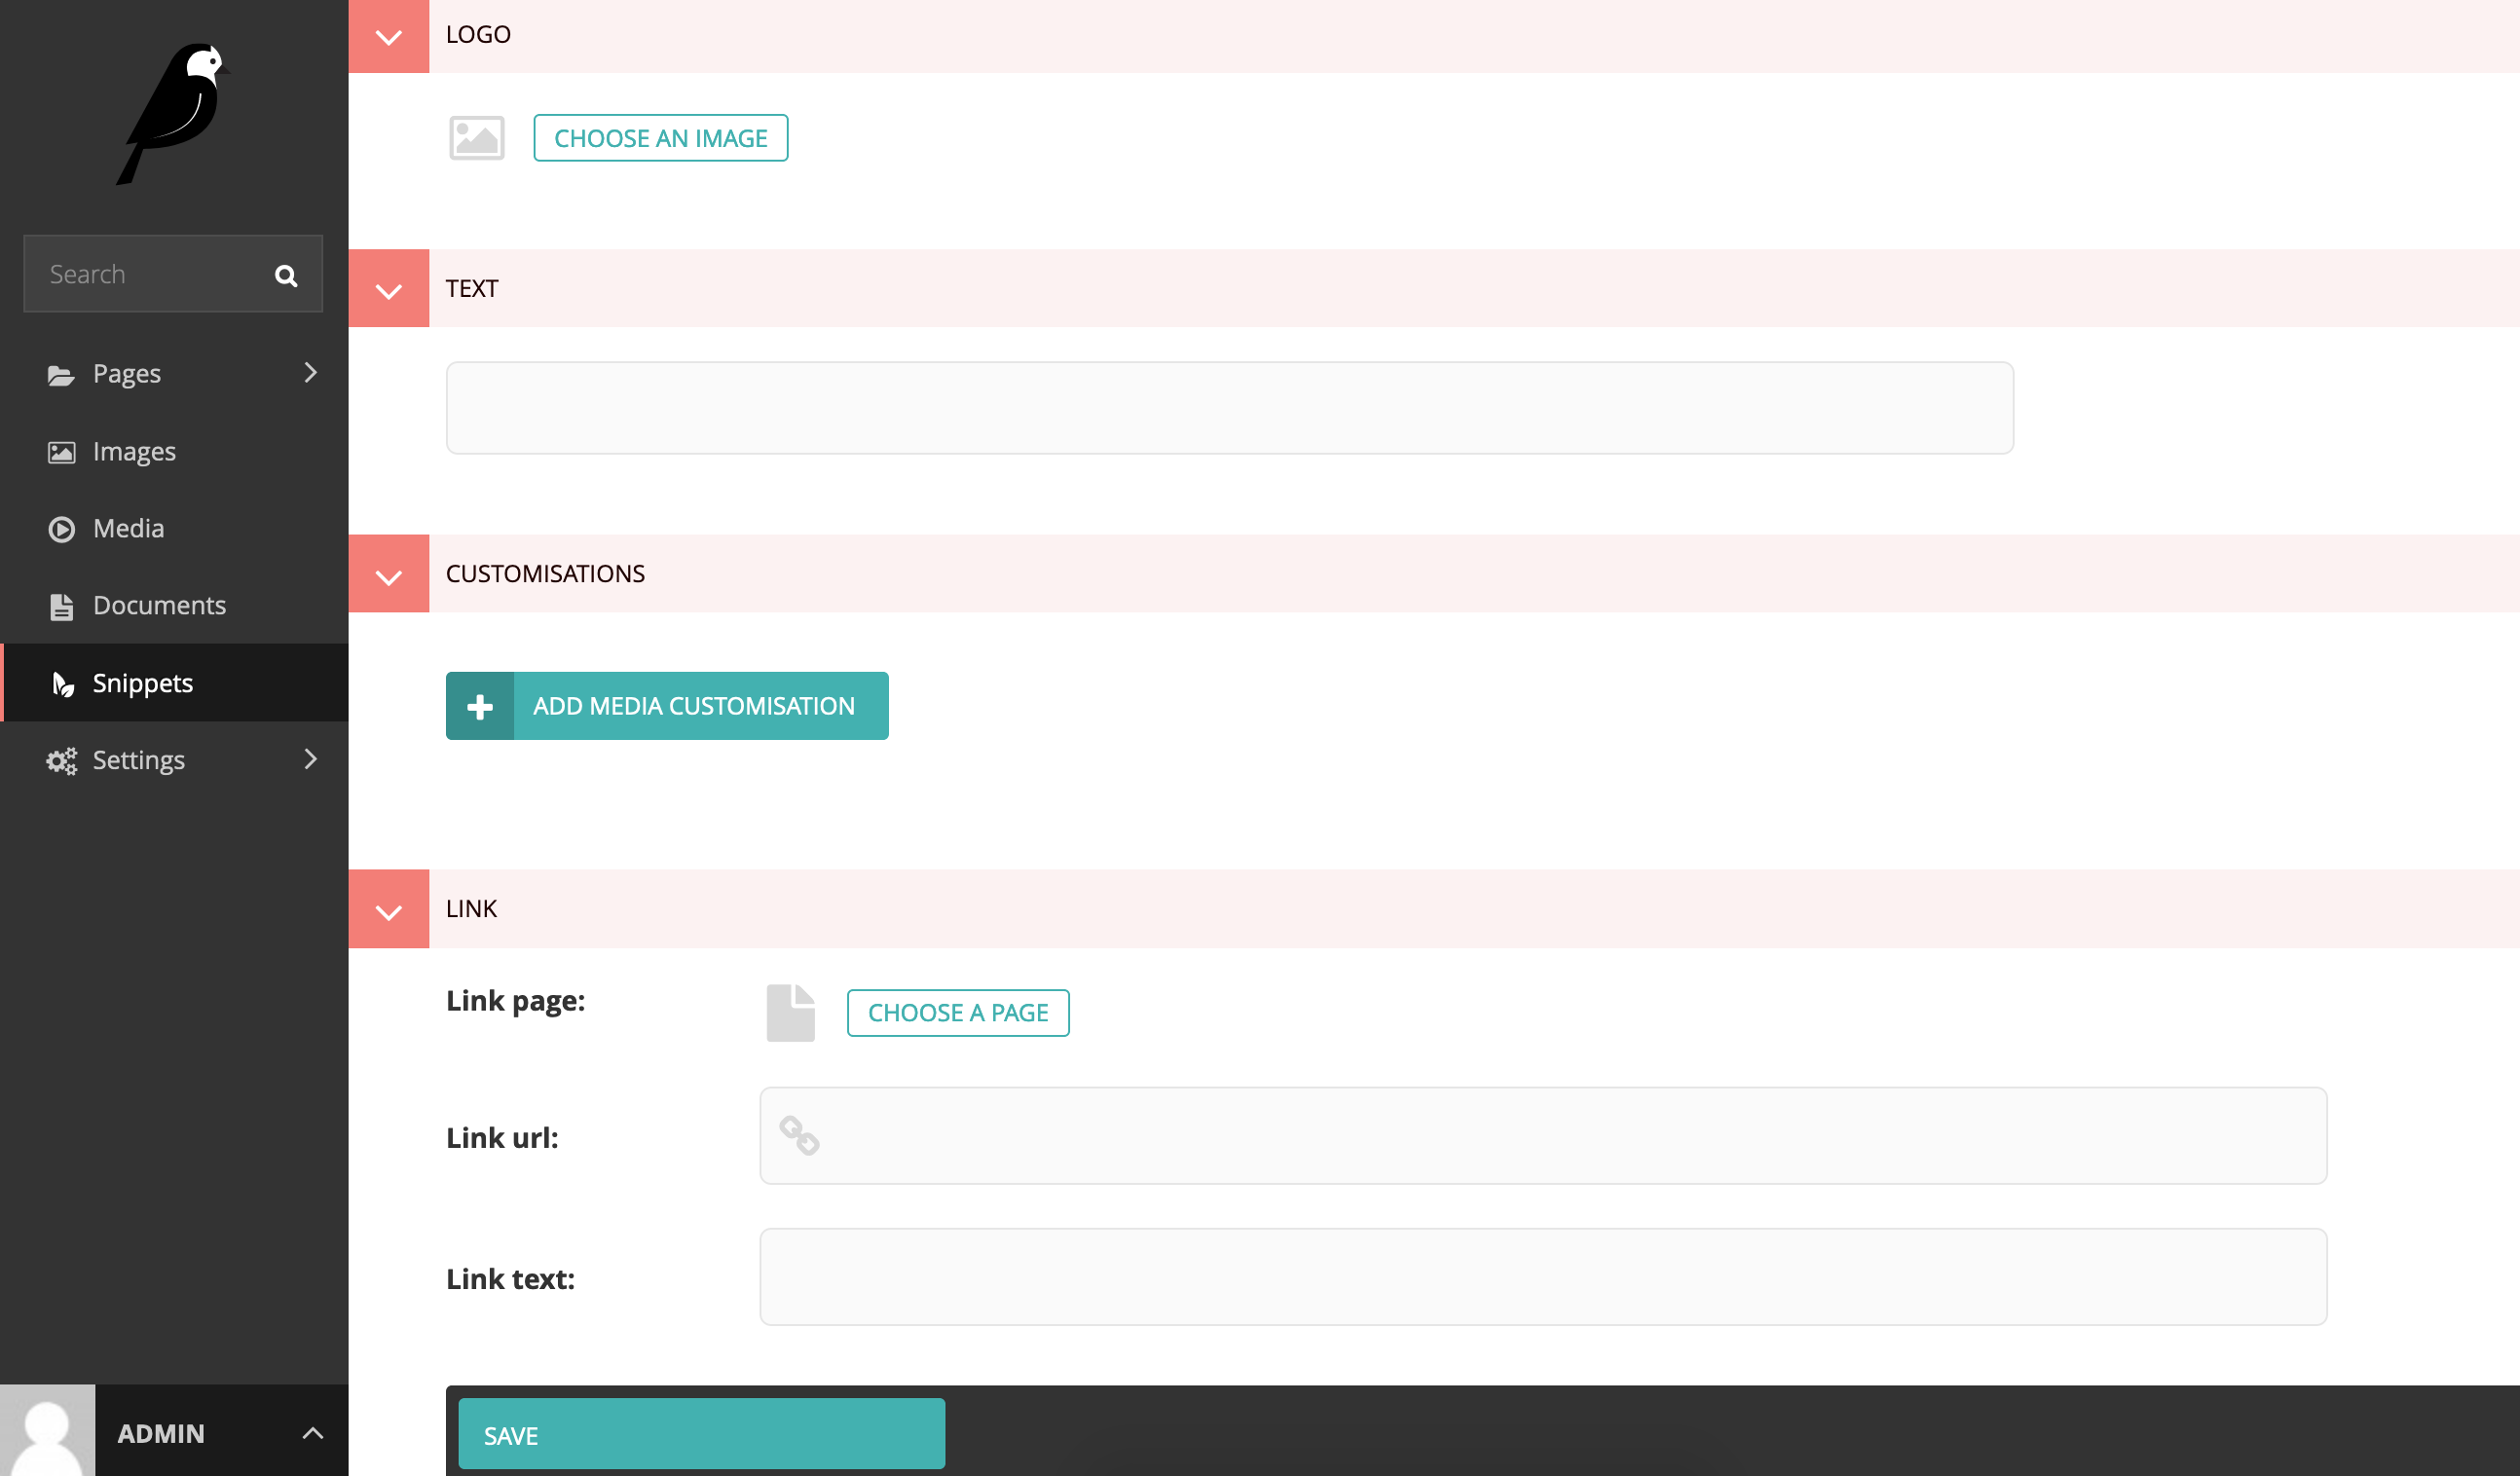 Search
Pages
Images
Media
Documents
Snippets
Settings
ADMIN
LOGO
CHOOSE AN IMAGE
TEXT
CUSTOMISATIONS
ADD MEDIA CUSTOMISATION
LINK
Link page:
CHOOSE A PAGE
Link url:
Link text:
SAVE